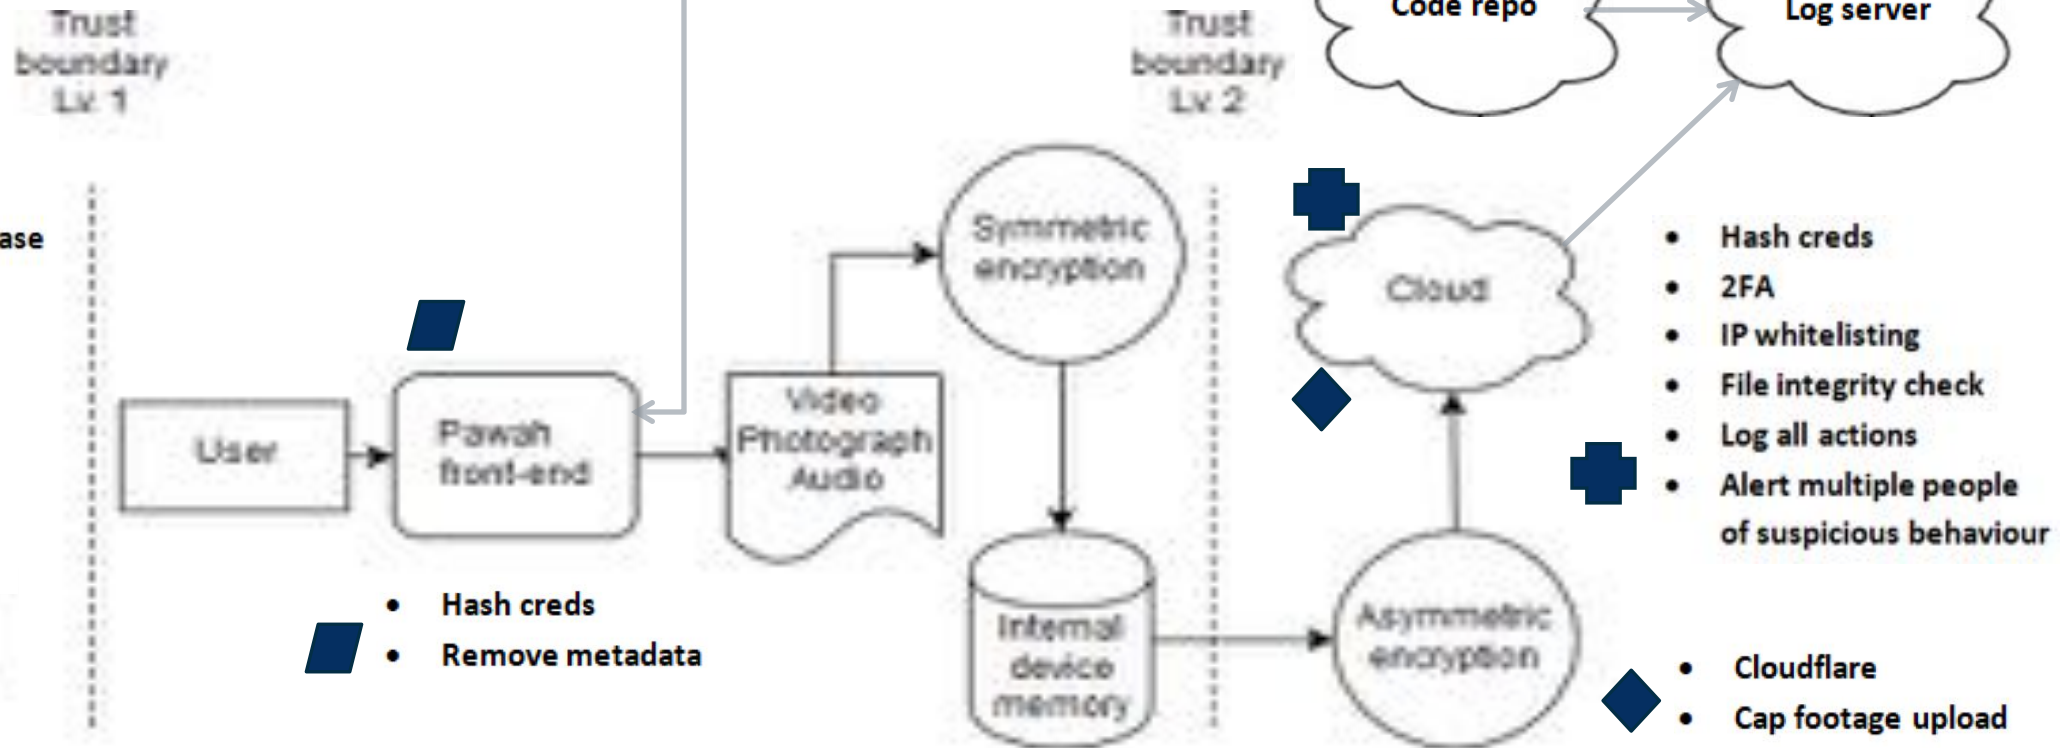 Trust
boundary
Lv. 1
Trust
boundary
Lv. 2
Code repo
Log server
ase
User
Pawah
front-end
Video
Photograph
Audio
Symmetric
encryption
Internal
device
memory
Cloud
Asymmetric
encryption
• Hash creds
• Remove metadata
• Hash creds
• 2FA
• IP whitelisting
• File integrity check
• Log all actions
• Alert multiple people
of suspicious behaviour
• Cloudflare
• Cap footage upload